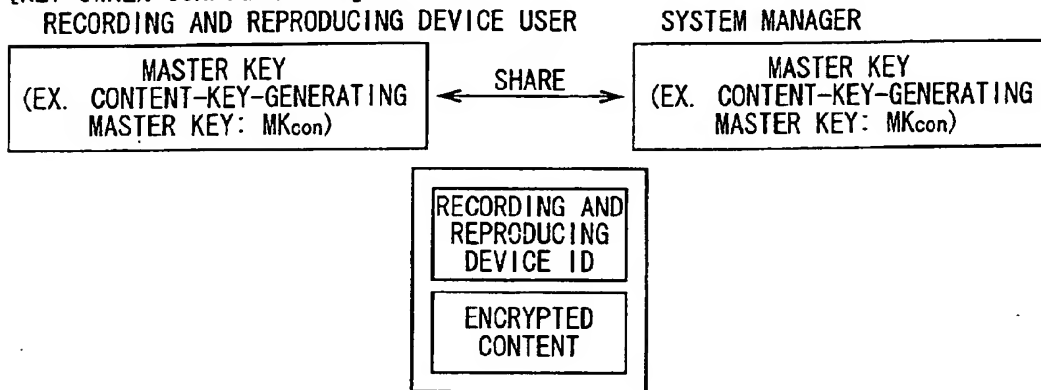 RECORDING AND REPRODUCING DEVICE USER SYSTEM MANAGER
MASTER KEY
(EX. CONTENT-KEY-GENERATING
MASTER KEY: MKcon)
SHARE
MASTER KEY
(EX. CONTENT-KEY-GENERATING
MASTER KEY: MKcon)
RECORDING AND
REPRODUCING
DEVICE ID
ENCRYPTED
CONTENT